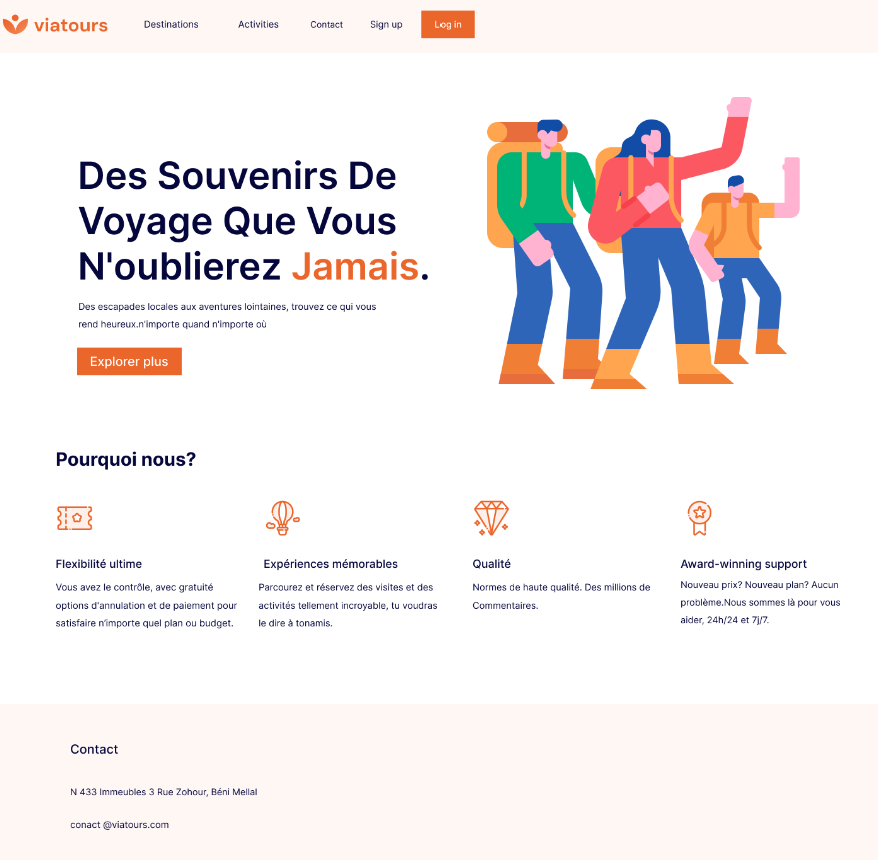 viatours
Destinations
Activities
Contact
Sign up
Log in
Des Souvenirs De
Voyage Que Vous
N'oublierez Jamais.
Des escapades locales aux aventures lointaines, trouvez ce qui vous
rend heureux.n'importe quand n'importe où
Explorer plus
Pourquoi nous?
Flexibilité ultime
Vous avez le contrôle, avec gratuité
options d'annulation et de paiement pour
satisfaire n'importe quel plan ou budget.
Expériences mémorables
Parcourez et réservez des visites et des
activités tellement incroyable, tu voudras
le dire à tonamis.
Qualité
Normes de haute qualité. Des millions de
Commentaires.
Award-winning support
Nouveau prix? Nouveau plan? Aucun
problème.Nous sommes là pour vous
aider, 24h/24 et 7j/7.
Contact
N 433 Immeubles 3 Rue Zohour, Béni Mellal
conact @viatours.com